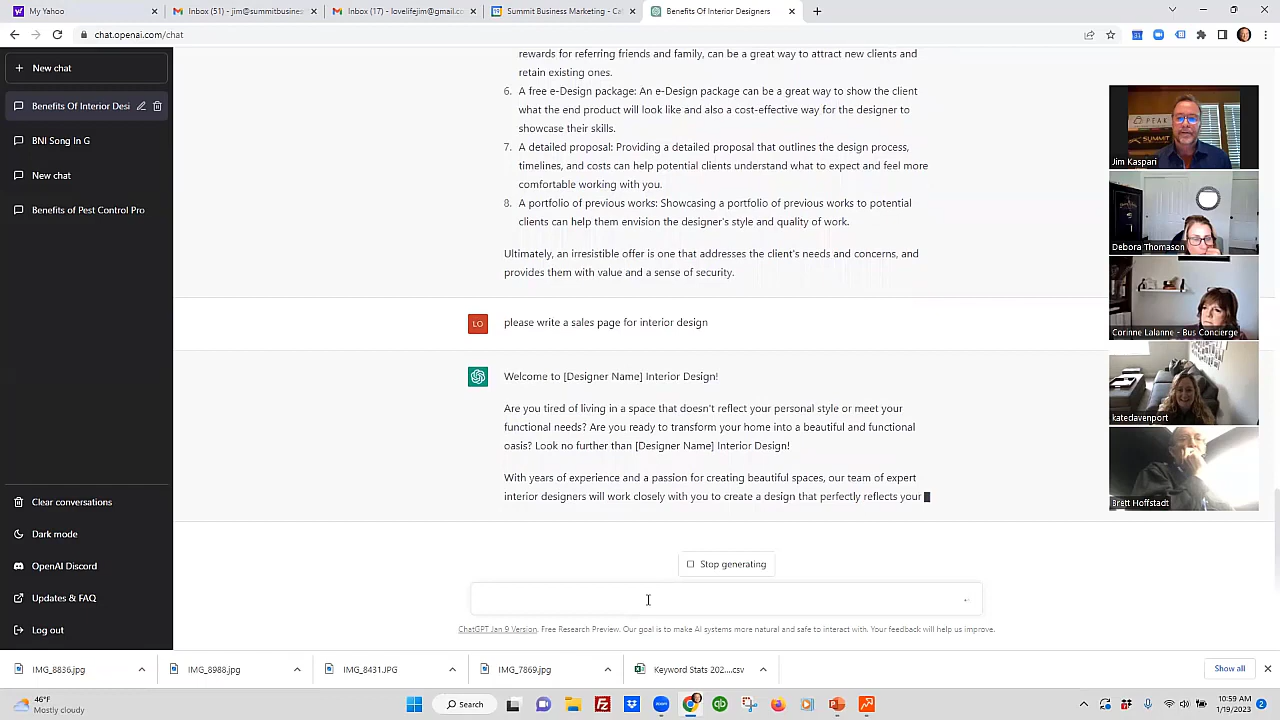 My Yahoo
Inbox (51) - jim@summitbusines
Inbox (17) - lovelifejim@gmail.co
Summit Business Marketing - Cal
Benefits Of Interior Designers
chat.openai.com/chat
New chat
Benefits Of Interior Desi
BNI Song In G
New chat
Benefits of Pest Control Pro
Clear conversations
Dark mode
OpenAI Discord
Updates & FAQ
Log out
rewards for referring friends and family, can be a great way to attract new clients and
retain existing ones.
6. A free e-Design package: An e-Design package can be a great way to show the client
what the end product will look like and also a cost-effective way for the designer to
showcase their skills.
7. A detailed proposal: Providing a detailed proposal that outlines the design process,
timelines, and costs can help potential clients understand what to expect and feel more
comfortable working with you.
8. A portfolio of previous works: Showcasing a portfolio of previous works to potential
clients can help them envision the designer's style and quality of work.
Ultimately, an irresistible offer is one that addresses the client's needs and concerns, and
provides them with value and a sense of security.
LO
please write a sales page for interior design
Welcome to [Designer Name] Interior Design!
Are you tired of living in a space that doesn't reflect your personal style or meet your
functional needs? Are you ready to transform your home into a beautiful and functional
oasis? Look no further than [Designer Name] Interior Design!
With years of experience and a passion for creating beautiful spaces, our team of expert
interior designers will work closely with you to create a design that perfectly reflects your
Stop generating
ChatGPT Jan 9 Version. Free Research Preview. Our goal is to make AI systems more natural and safe to interact with. Your feedback will help us improve.
PEAK
SUMMIT
Jim Kaspari
Debora Thomason
Corinne Lalanne - Bus Concierge
katedavenport
Brett Hoffstadt
IMG_8836.jpg
IMG_8988.jpg
IMG_8431.JPG
IMG_7869.jpg
Keyword Stats 202....csv
Show all
46°F
Mostly cloudy
Search
zoom
10:59 AM
1/19/2023
2